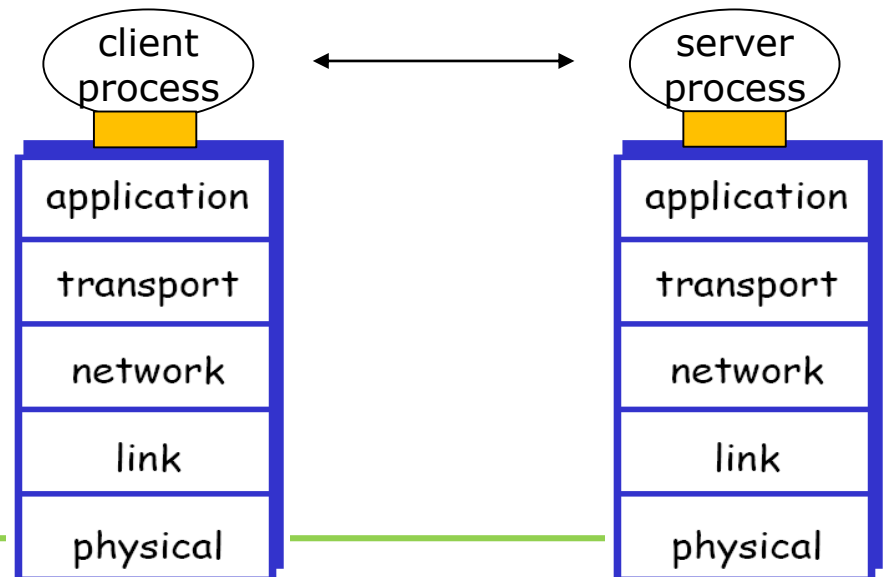 client
process
server
process
application
transport
network
link
physical
application
transport
network
link
physical